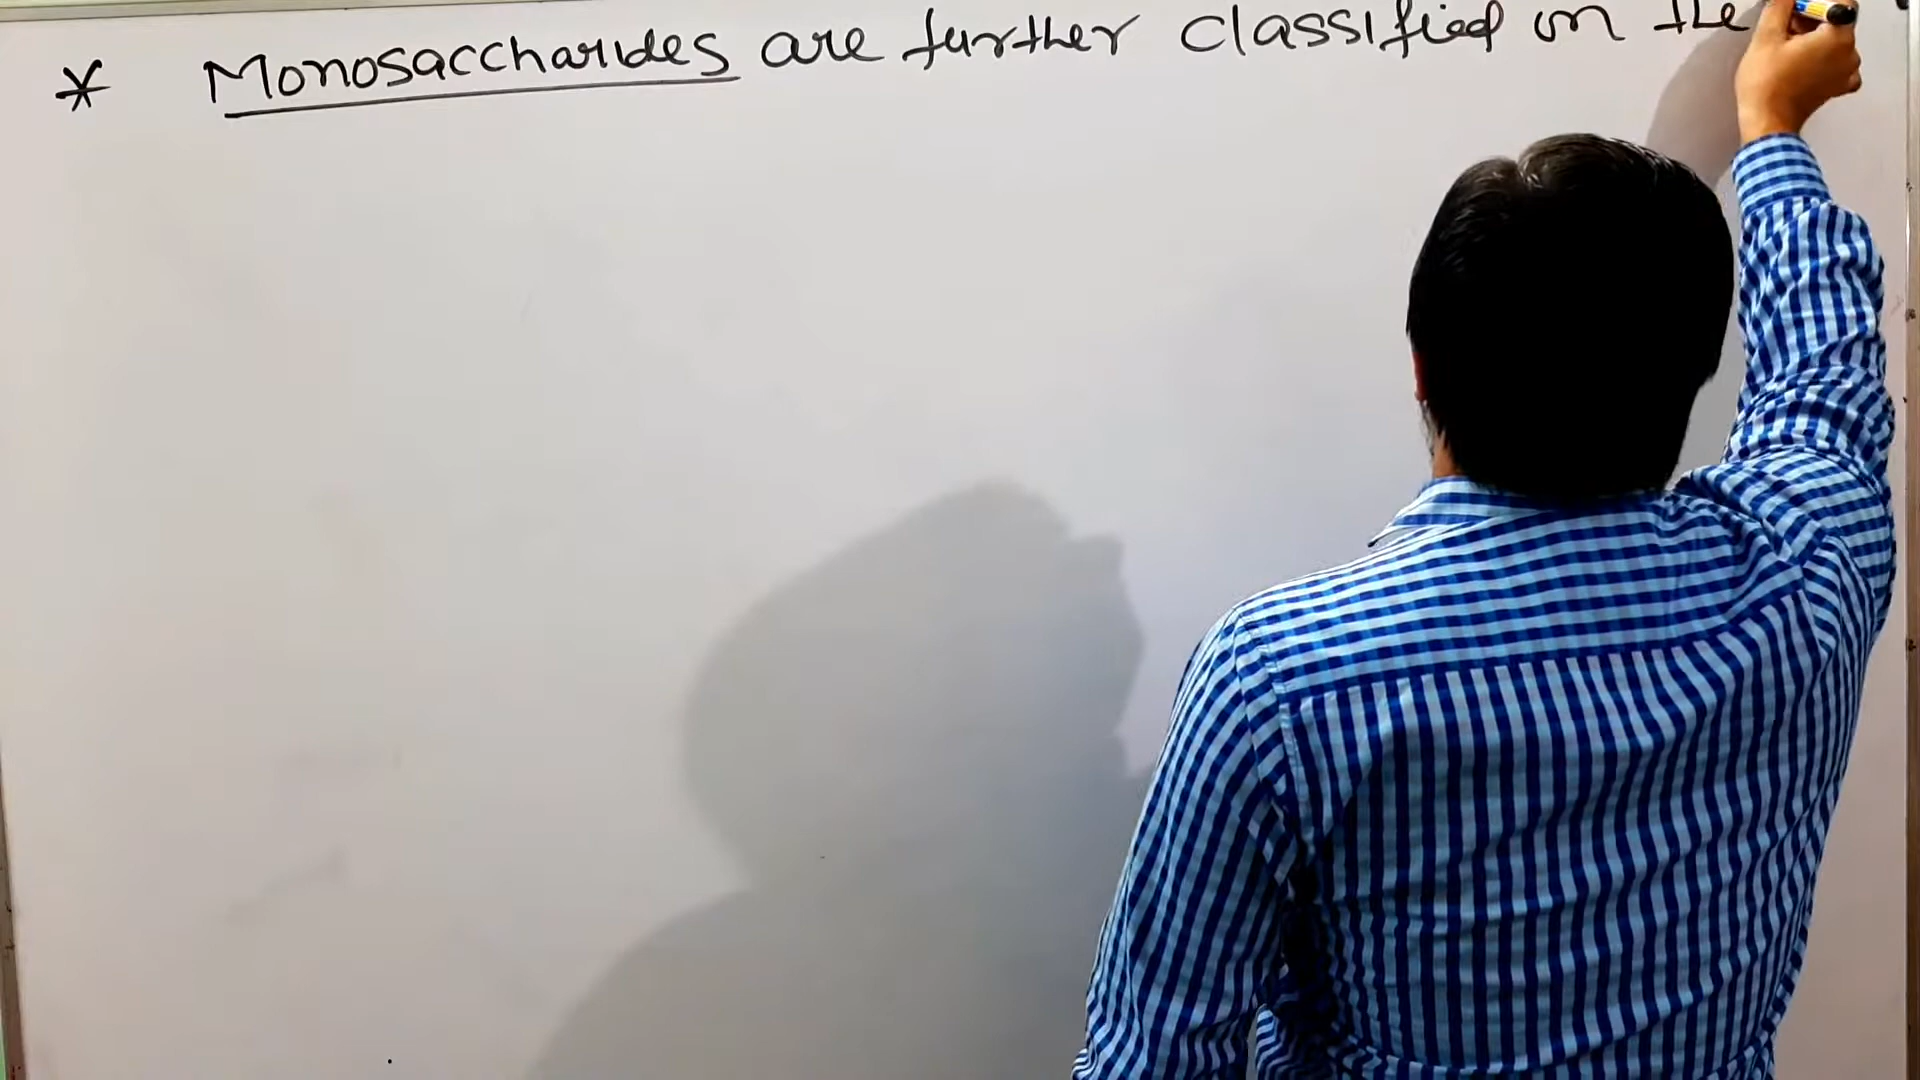 * Monosaccharides are further classified on the